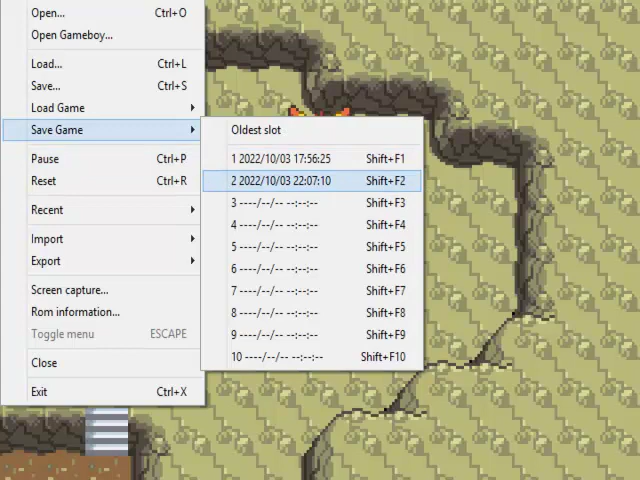 Open... Ctrl+O
Open Gameboy...
Load... Ctrl+L
Save... Ctrl+S
Load Game
Save Game
Pause Ctrl+P
Reset Ctrl+R
Recent
Import
Export
Screen capture...
Rom information...
Toggle menu ESCAPE
Close
Exit Ctrl+X
Oldest slot
1 2022/10/03 17:56:25 Shift+F1
2 2022/10/03 22:07:10 Shift+F2
3 ----/--/-- --:--:-- Shift+F3
4 ----/--/-- --:--:-- Shift+F4
5 ----/--/-- --:--:-- Shift+F5
6 ----/--/-- --:--:-- Shift+F6
7 ----/--/-- --:--:-- Shift+F7
8 ----/--/-- --:--:-- Shift+F8
9 ----/--/-- --:--:-- Shift+F9
10 ----/--/-- --:--:-- Shift+F10